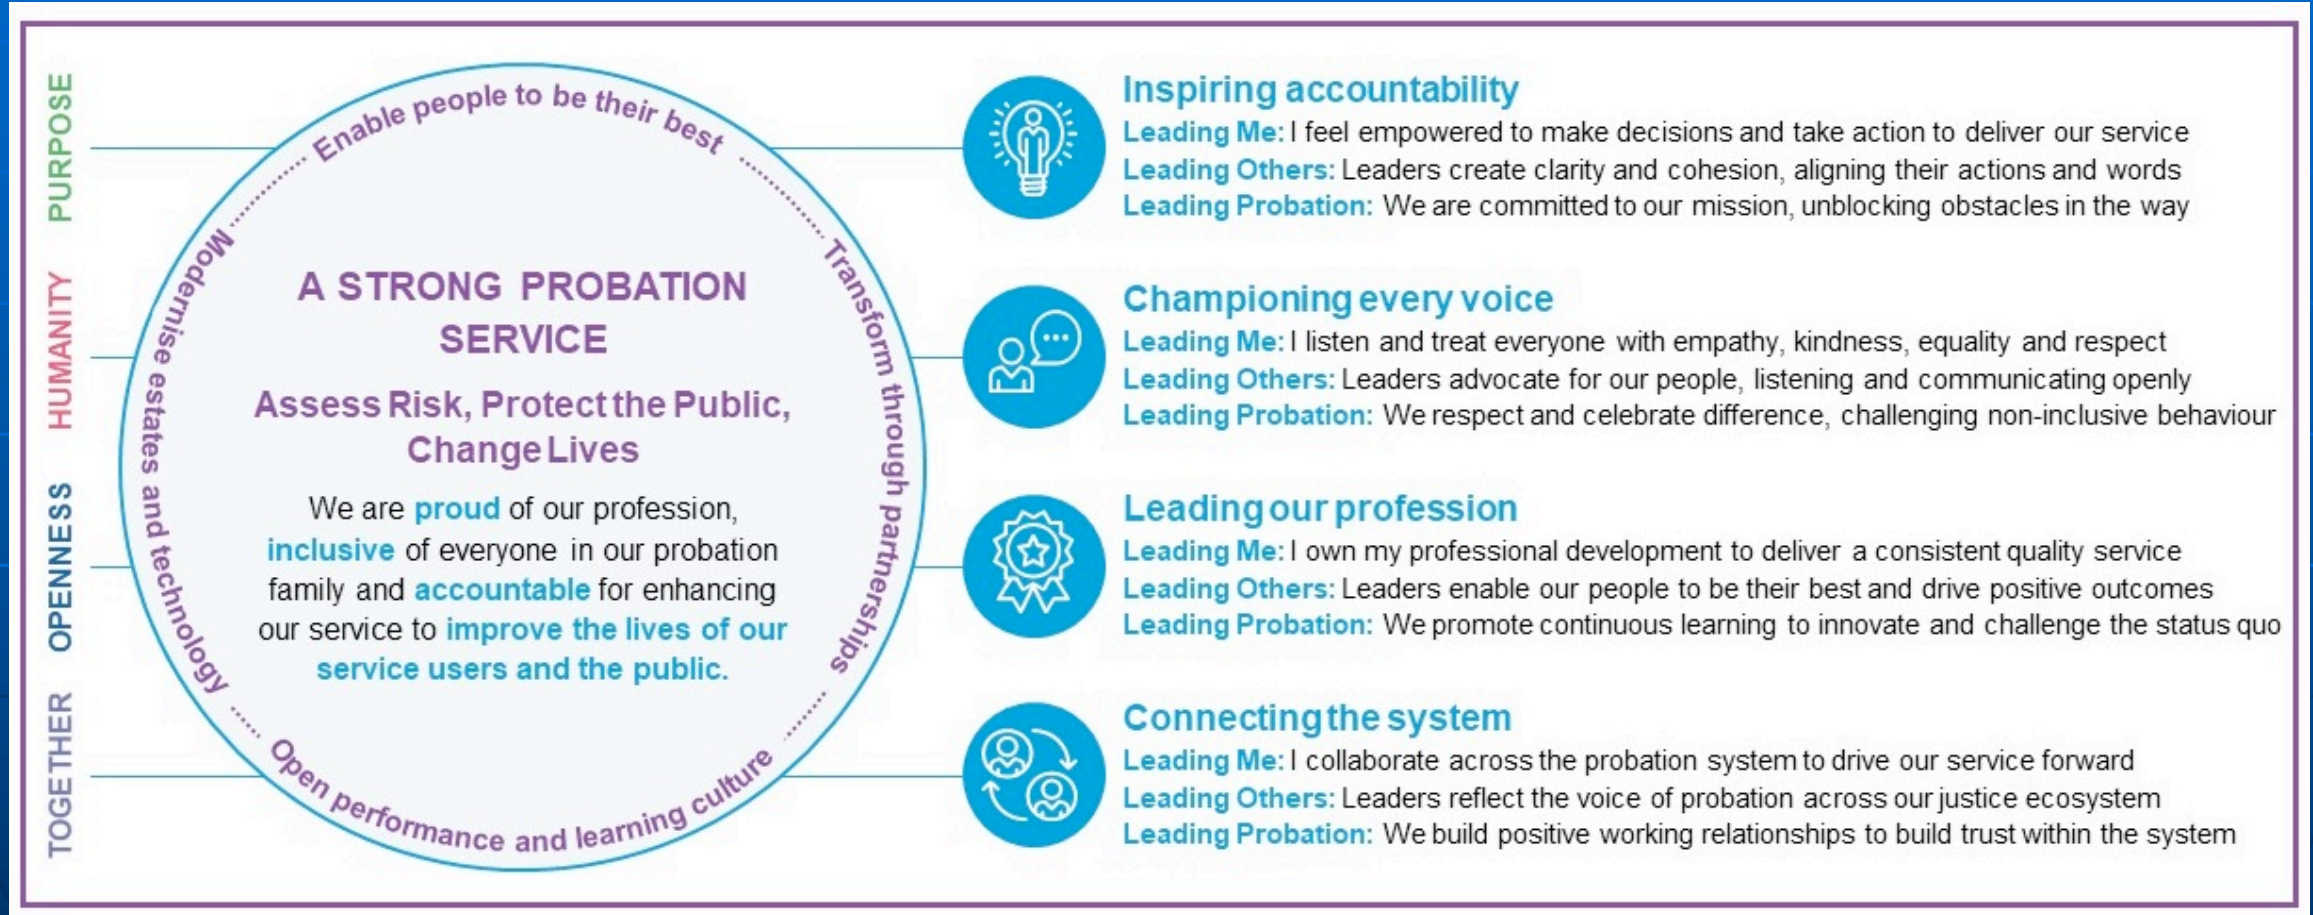 PURPOSE
HUMANITY
OPENNESS
TOGETHER
Enable people to be their best
Transform through partnerships
Open performance and learning culture
Modernise estates and technology
A STRONG PROBATION
SERVICE
Assess Risk, Protect the Public,
Change Lives
We are proud of our profession,
inclusive of everyone in our probation
family and accountable for enhancing
our service to improve the lives of our
service users and the public.
Inspiring accountability
Leading Me: I feel empowered to make decisions and take action to deliver our service
Leading Others: Leaders create clarity and cohesion, aligning their actions and words
Leading Probation: We are committed to our mission, unblocking obstacles in the way
Championing every voice
Leading Me: I listen and treat everyone with empathy, kindness, equality and respect
Leading Others: Leaders advocate for our people, listening and communicating openly
Leading Probation: We respect and celebrate difference, challenging non-inclusive behaviour
Leading our profession
Leading Me: I own my professional development to deliver a consistent quality service
Leading Others: Leaders enable our people to be their best and drive positive outcomes
Leading Probation: We promote continuous learning to innovate and challenge the status quo
Connecting the system
Leading Me: I collaborate across the probation system to drive our service forward
Leading Others: Leaders reflect the voice of probation across our justice ecosystem
Leading Probation: We build positive working relationships to build trust within the system